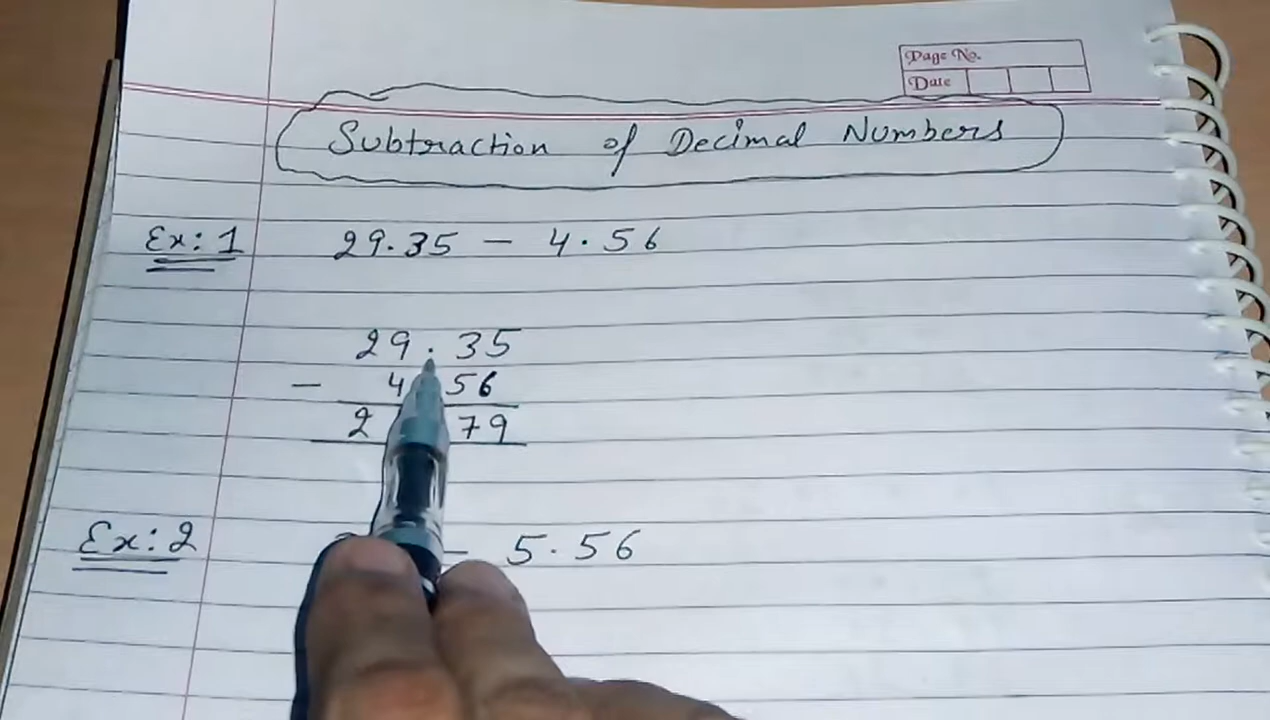 Page No.
Date
Subtraction of Decimal Numbers
Ex: 1 29.35 - 4.56
29.35
- 4 56
2 79
Ex: 2 - 5.56